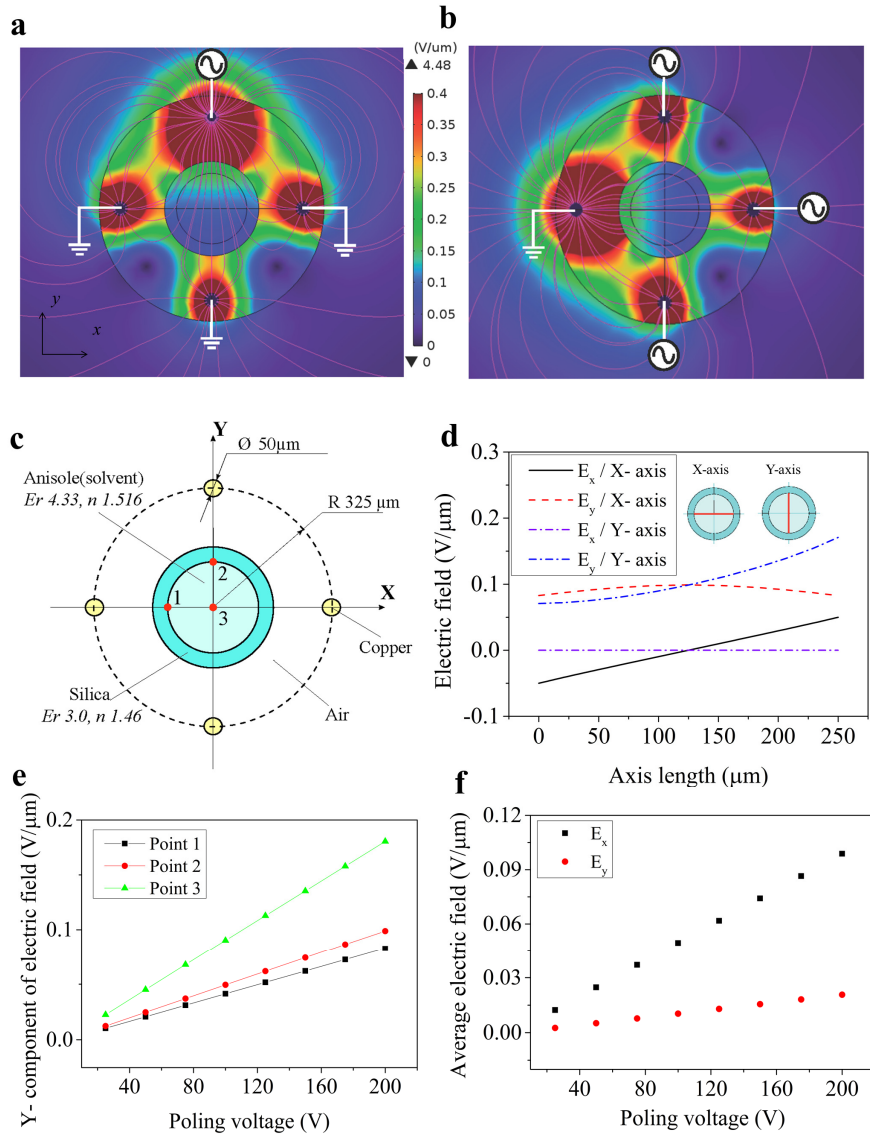 a
(V/um)
▲ 4.48
0.4
0.35
0.3
0.25
0.2
0.15
0.1
0.05
0
▼ 0
y
x
b
c
Y
Ø 50µm
Anisole(solvent)
Er 4.33, n 1.516
R 325 µm
2
1
3
X
Copper
Silica
Er 3.0, n 1.46
Air
d
Electric field (V/µm)
0.3
0.2
0.1
0.0
-0.1
Ex / X- axis
Ey / X- axis
Ex / Y- axis
Ey / Y- axis
X-axis
Y-axis
0 50 100 150 200 250
Axis length (µm)
e
Y- component of electric field (V/µm)
0.2
0.1
0.0
Point 1
Point 2
Point 3
40 80 120 160 200
Poling voltage (V)
f
Average electric field (V/µm)
0.12
0.09
0.06
0.03
0.00
Ex
Ey
40 80 120 160 200
Poling voltage (V)